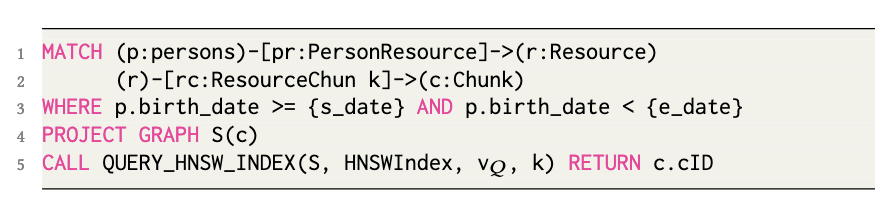 1 MATCH (p:persons)-[pr:PersonResource]->(r:Resource)
2 (r)-[rc:ResourceChun k]->(c:Chunk)
3 WHERE p.birth_date >= {s_date} AND p.birth_date < {e_date}
4 PROJECT GRAPH S(c)
5 CALL QUERY_HNSW_INDEX(S, HNSWIndex, vQ, k) RETURN c.cID